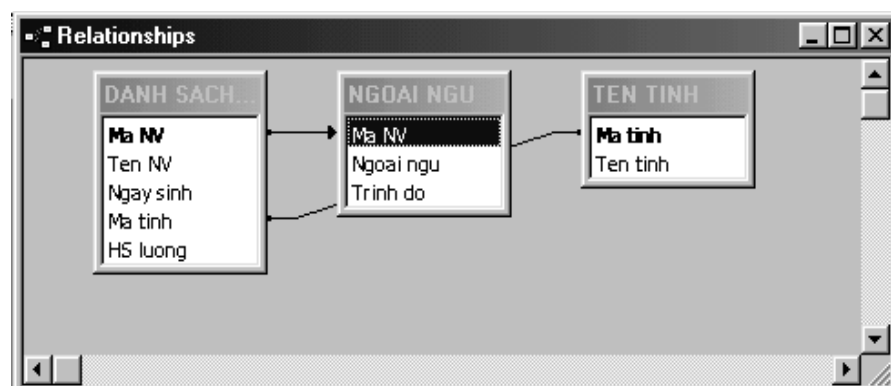 Relationships
DANH SACH...
Ma NV
Ten NV
Ngay sinh
Ma tinh
HS luong
NGOAI NGU
Ma NV
Ngoai ngu
Trinh do
TEN TINH
Ma tinh
Ten tinh